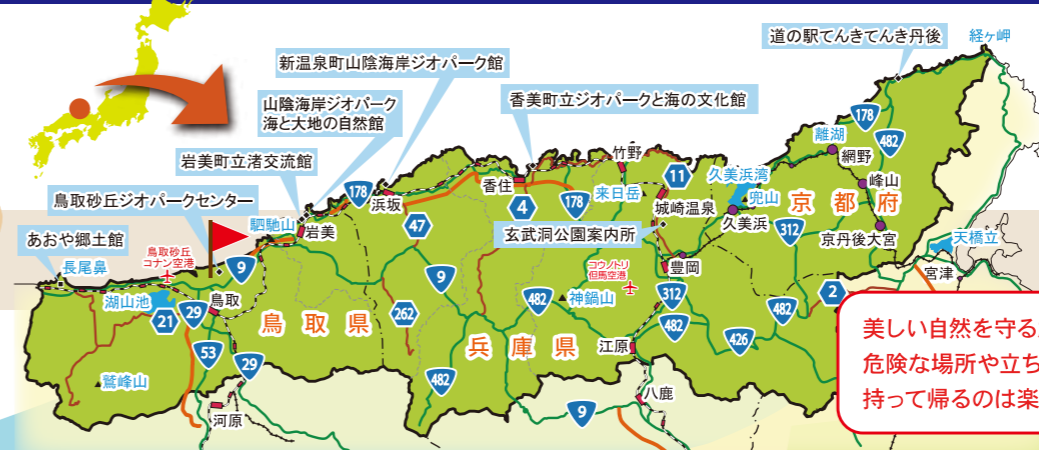 道の駅てんきてんき丹後
経ヶ岬
新温泉町山陰海岸ジオパーク館
山陰海岸ジオパーク
海と大地の自然館
香美町立ジオパークと海の文化館
178
離湖
482
網野
岩美町立渚交流館
竹野
久美浜湾
11
峰山
鳥取砂丘ジオパークセンター
178
浜坂
香住
4
178
来日岳
城崎温泉
兜山
京都府
久美浜
312
駟馳山
岩美
47
玄武洞公園案内所
京丹後大宮
天橋立
あおや郷土館
長尾鼻
鳥取砂丘
コナン空港
9
9
コウノトリ
但馬空港
豊岡
宮津
湖山池
21
29
鳥取
鳥取県
262
482
神鍋山
312
482
2
53
兵庫県
江原
482
426
29
鷲峰山
482
河原
9
八鹿
美しい自然を守る
危険な場所や立ち
持って帰るのは楽